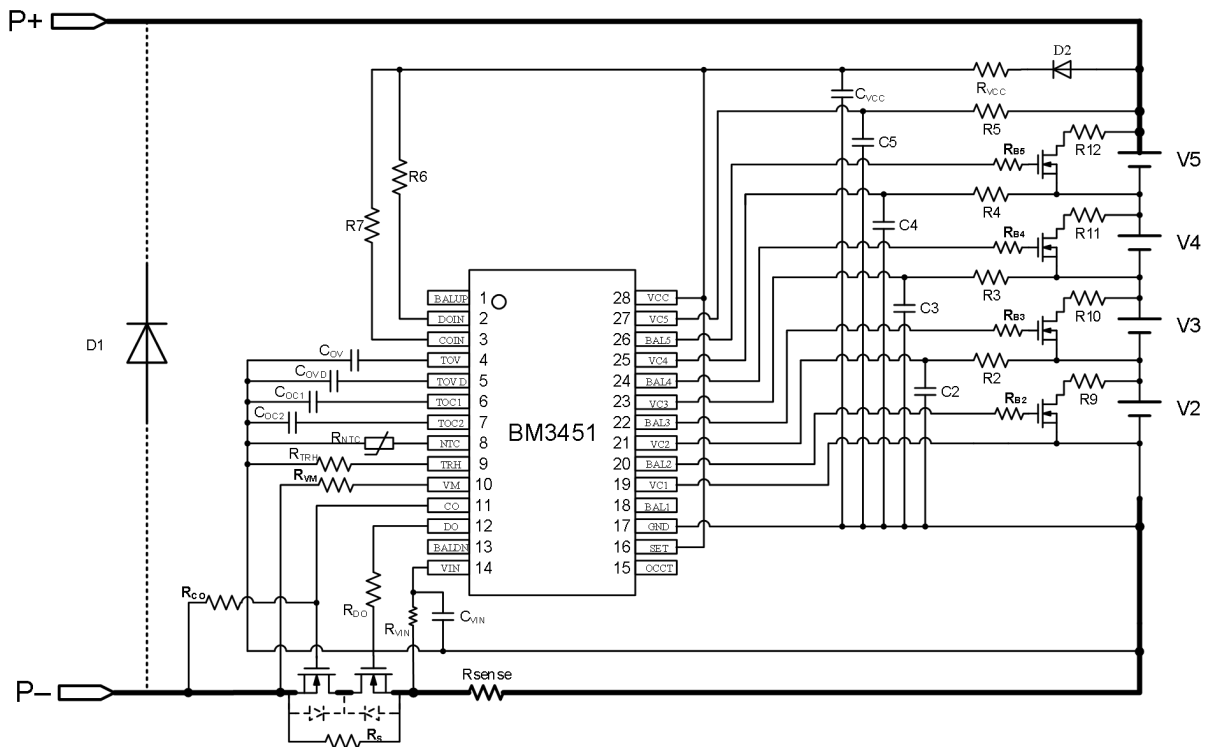 P+
D2
RVCC
CVCC
R5
C5
R12
RB5
V5
R6
R4
R7
C4
R11
RB4
V4
R3
C3
R10
RB3
V3
D1
R2
C2
R9
RB2
V2
BM3451
BALUP 1
DOIN 2
COIN 3
TOV 4
TOVD 5
TOC1 6
TOC2 7
NTC 8
TRH 9
VM 10
CO 11
DO 12
BALDN 13
VIN 14
28 VCC
27 VC5
26 BAL5
25 VC4
24 BAL4
23 VC3
22 BAL3
21 VC2
20 BAL2
19 VC1
18 BAL1
17 GND
16 SET
15 OCCT
COV
COVD
COC1
COC2
RNTC
RTRH
RVM
RCO
RDO
RVIN
CVIN
Rsense
P−
RS